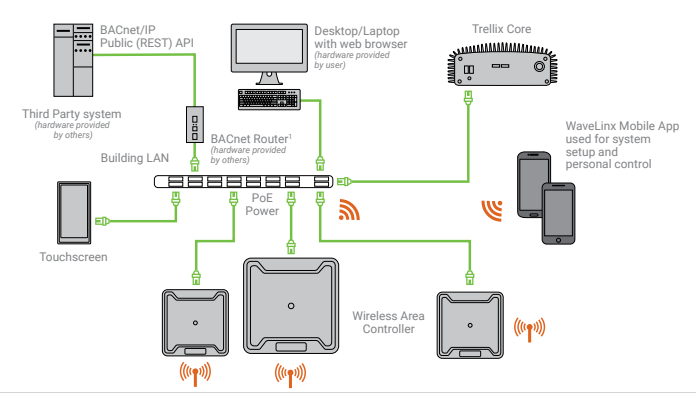 BACnet/IP
Public (REST) API
Desktop/Laptop
with web browser
(hardware provided
by user)
Trellix Core
Third Party system
(hardware provided
by others)
BACnet Router¹
(hardware provided
by others)
WaveLinx Mobile App
used for system
setup and
personal control
Building LAN
PoE
Power
Touchscreen
Wireless Area
Controller